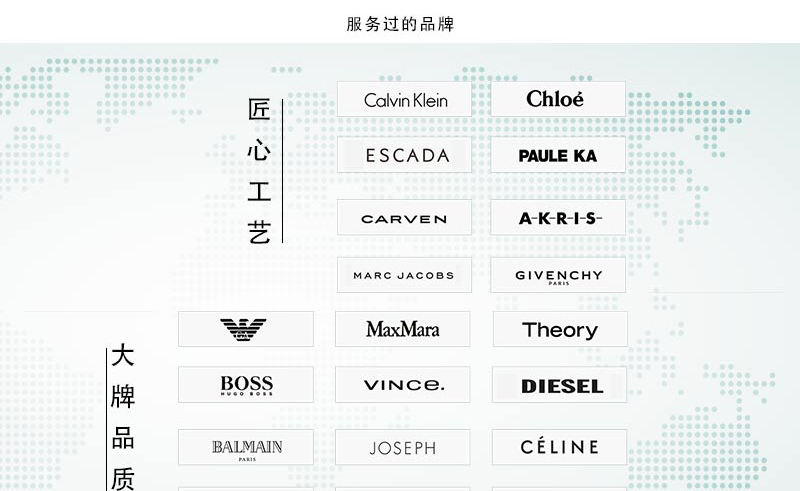 服务过的品牌
匠心工艺
Calvin Klein
Chloé
ESCADA
PAULE KA
CARVEN
A-K-R-I-S-
MARC JACOBS
GIVENCHY
PARIS
大牌品质
MaxMara
Theory
BOSS
HUGO BOSS
VINCe.
DIESEL
BALMAIN
PARIS
JOSEPH
CÉLINE